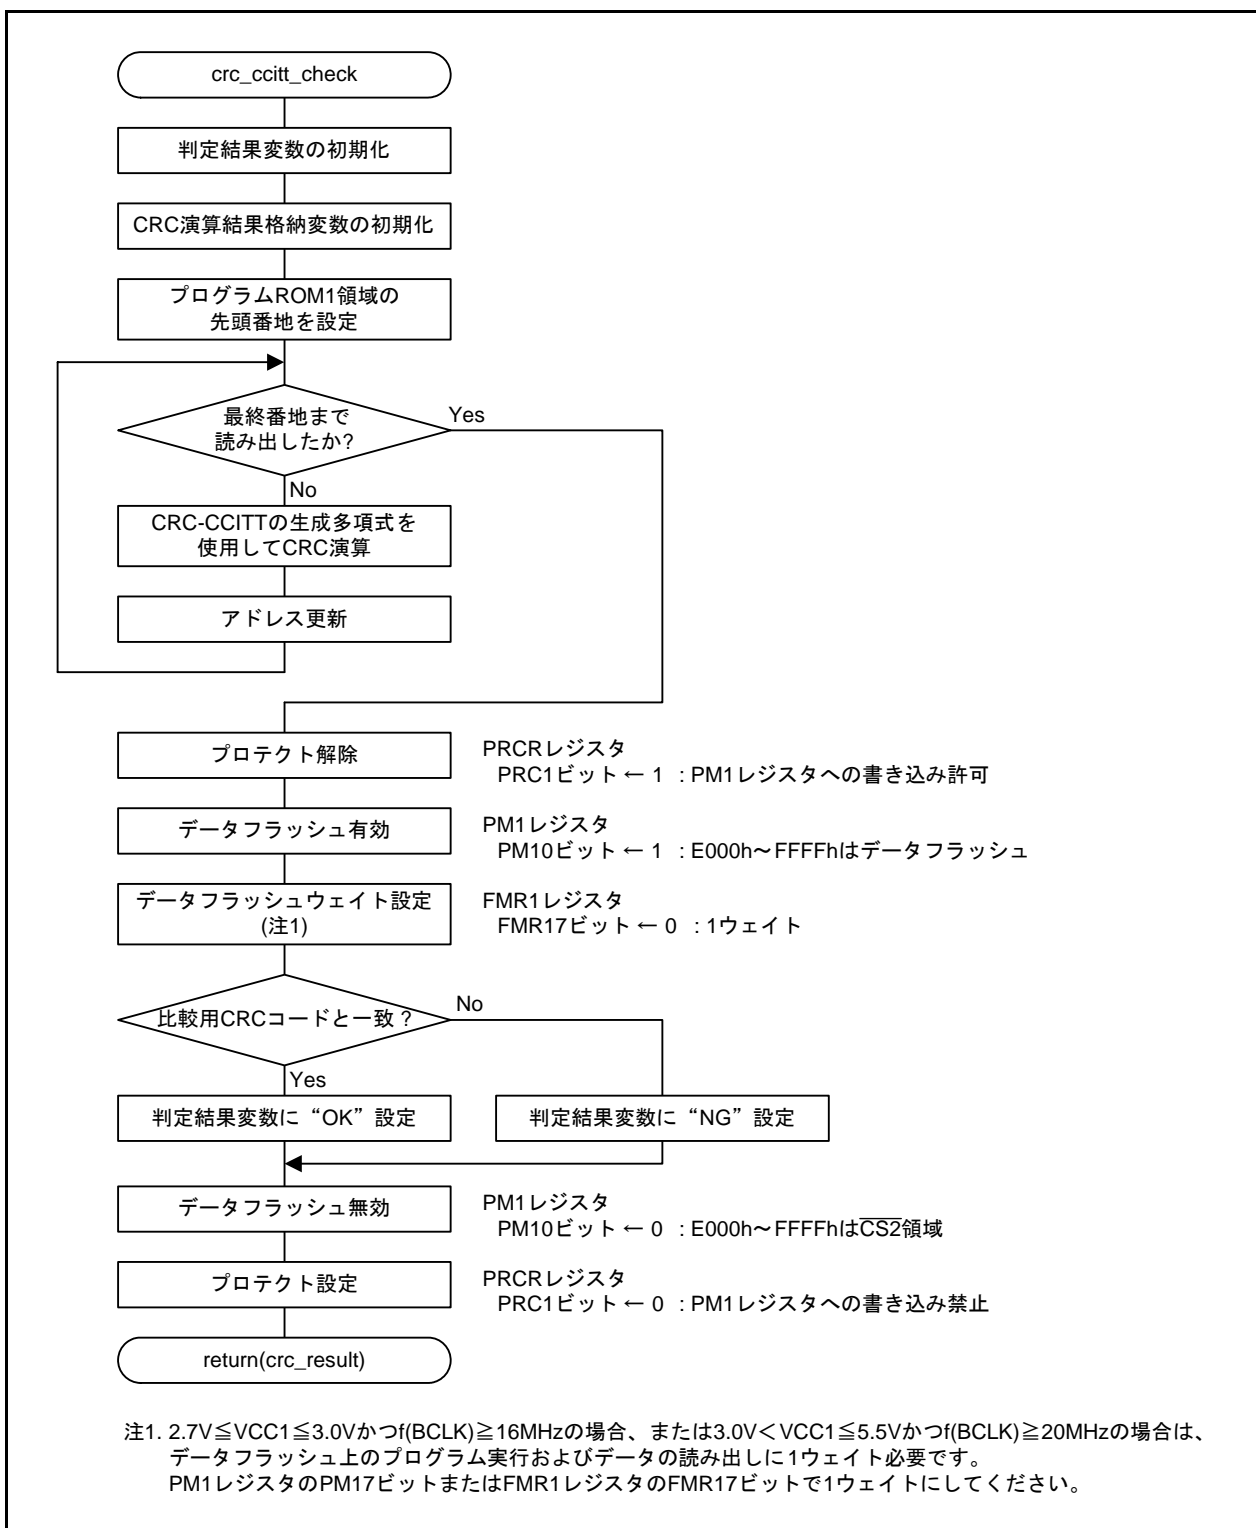 crc_ccitt_check
判定結果変数の初期化
CRC演算結果格納変数の初期化
プログラムROM1領域の
先頭番地を設定
最終番地まで
読み出したか?
Yes
No
CRC-CCITTの生成多項式を
使用してCRC演算
アドレス更新
プロテクト解除
PRCRレジスタ
PRC1ビット ← 1 : PM1レジスタへの書き込み許可
データフラッシュ有効
PM1レジスタ
PM10ビット ← 1 : E000h～FFFFhはデータフラッシュ
データフラッシュウェイト設定
(注1)
FMR1レジスタ
FMR17ビット ← 0 : 1ウェイト
比較用CRCコードと一致？
No
Yes
判定結果変数に“OK”設定
判定結果変数に“NG”設定
データフラッシュ無効
PM1レジスタ
PM10ビット ← 0 : E000h～FFFFhはC̅S̅2̅領域
プロテクト設定
PRCRレジスタ
PRC1ビット ← 0 : PM1レジスタへの書き込み禁止
return(crc_result)
注1. 2.7V≦VCC1≦3.0Vかつf(BCLK)≧16MHzの場合、または3.0V＜VCC1≦5.5Vかつf(BCLK)≧20MHzの場合は、
データフラッシュ上のプログラム実行およびデータの読み出しに1ウェイト必要です。
PM1レジスタのPM17ビットまたはFMR1レジスタのFMR17ビットで1ウェイトにしてください。